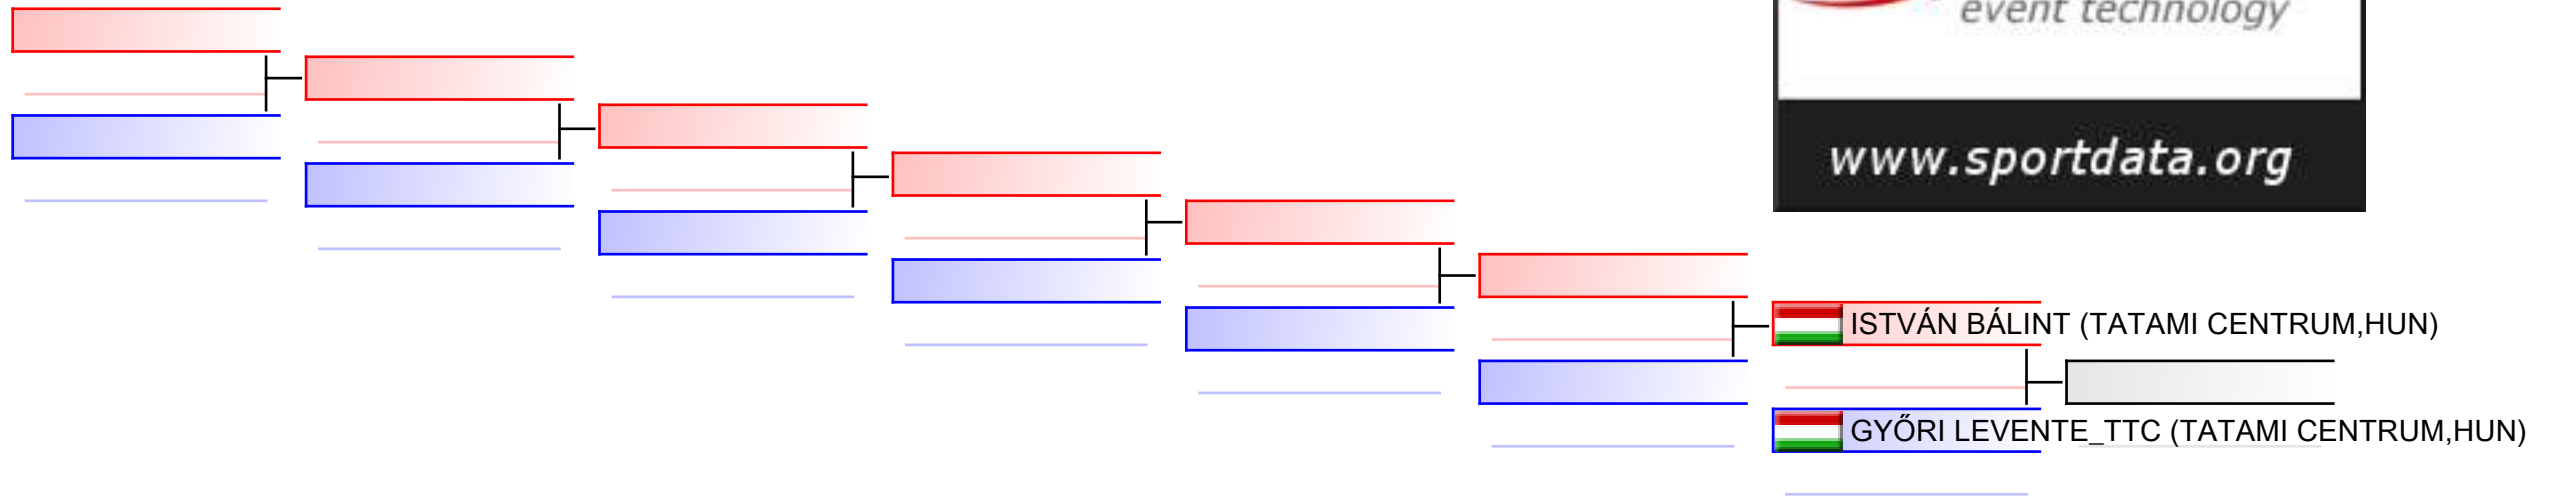 event technology
www.sportdata.org
ISTVÁN BÁLINT (TATAMI CENTRUM,HUN)
GYŐRI LEVENTE_TTC (TATAMI CENTRUM,HUN)